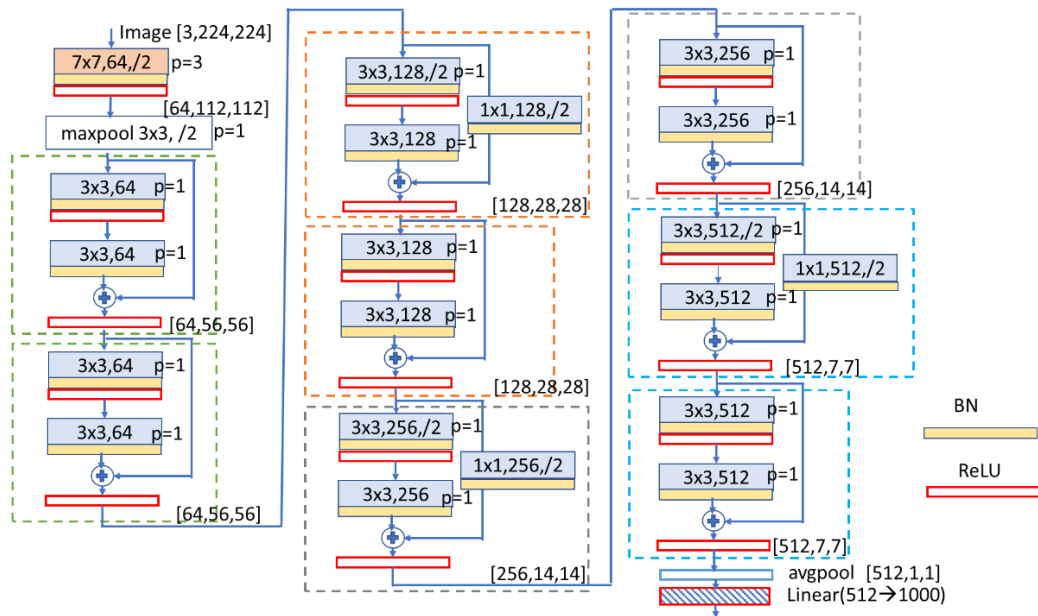 Image [3,224,224]
7x7,64,/2
p=3
[64,112,112]
maxpool 3x3, /2
p=1
3x3,64
p=1
3x3,64
p=1
[64,56,56]
3x3,64
p=1
3x3,64
p=1
[64,56,56]
3x3,128,/2
p=1
1x1,128,/2
3x3,128
p=1
[128,28,28]
3x3,128
p=1
3x3,128
p=1
[128,28,28]
3x3,256,/2
p=1
1x1,256,/2
3x3,256
p=1
[256,14,14]
3x3,256
p=1
3x3,256
p=1
[256,14,14]
3x3,512,/2
p=1
1x1,512,/2
3x3,512
p=1
[512,7,7]
3x3,512
p=1
3x3,512
p=1
[512,7,7]
avgpool [512,1,1]
Linear(512→1000)
BN
ReLU